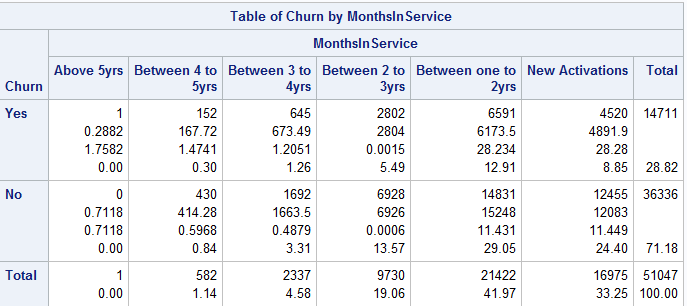 Table of Churn by MonthsInService
MonthsInService
Churn Above 5yrs Between 4 to 5yrs Between 3 to 4yrs Between 2 to 3yrs Between one to 2yrs New Activations Total
Yes 1 152 645 2802 6591 4520 14711
0.2882 167.72 673.49 2804 6173.5 4891.9
1.7582 1.4741 1.2051 0.0015 28.234 28.28
0.00 0.30 1.26 5.49 12.91 8.85 28.82
No 0 430 1692 6928 14831 12455 36336
0.7118 414.28 1663.5 6926 15248 12083
0.7118 0.5968 0.4879 0.0006 11.431 11.449
0.00 0.84 3.31 13.57 29.05 24.40 71.18
Total 1 582 2337 9730 21422 16975 51047
0.00 1.14 4.58 19.06 41.97 33.25 100.00